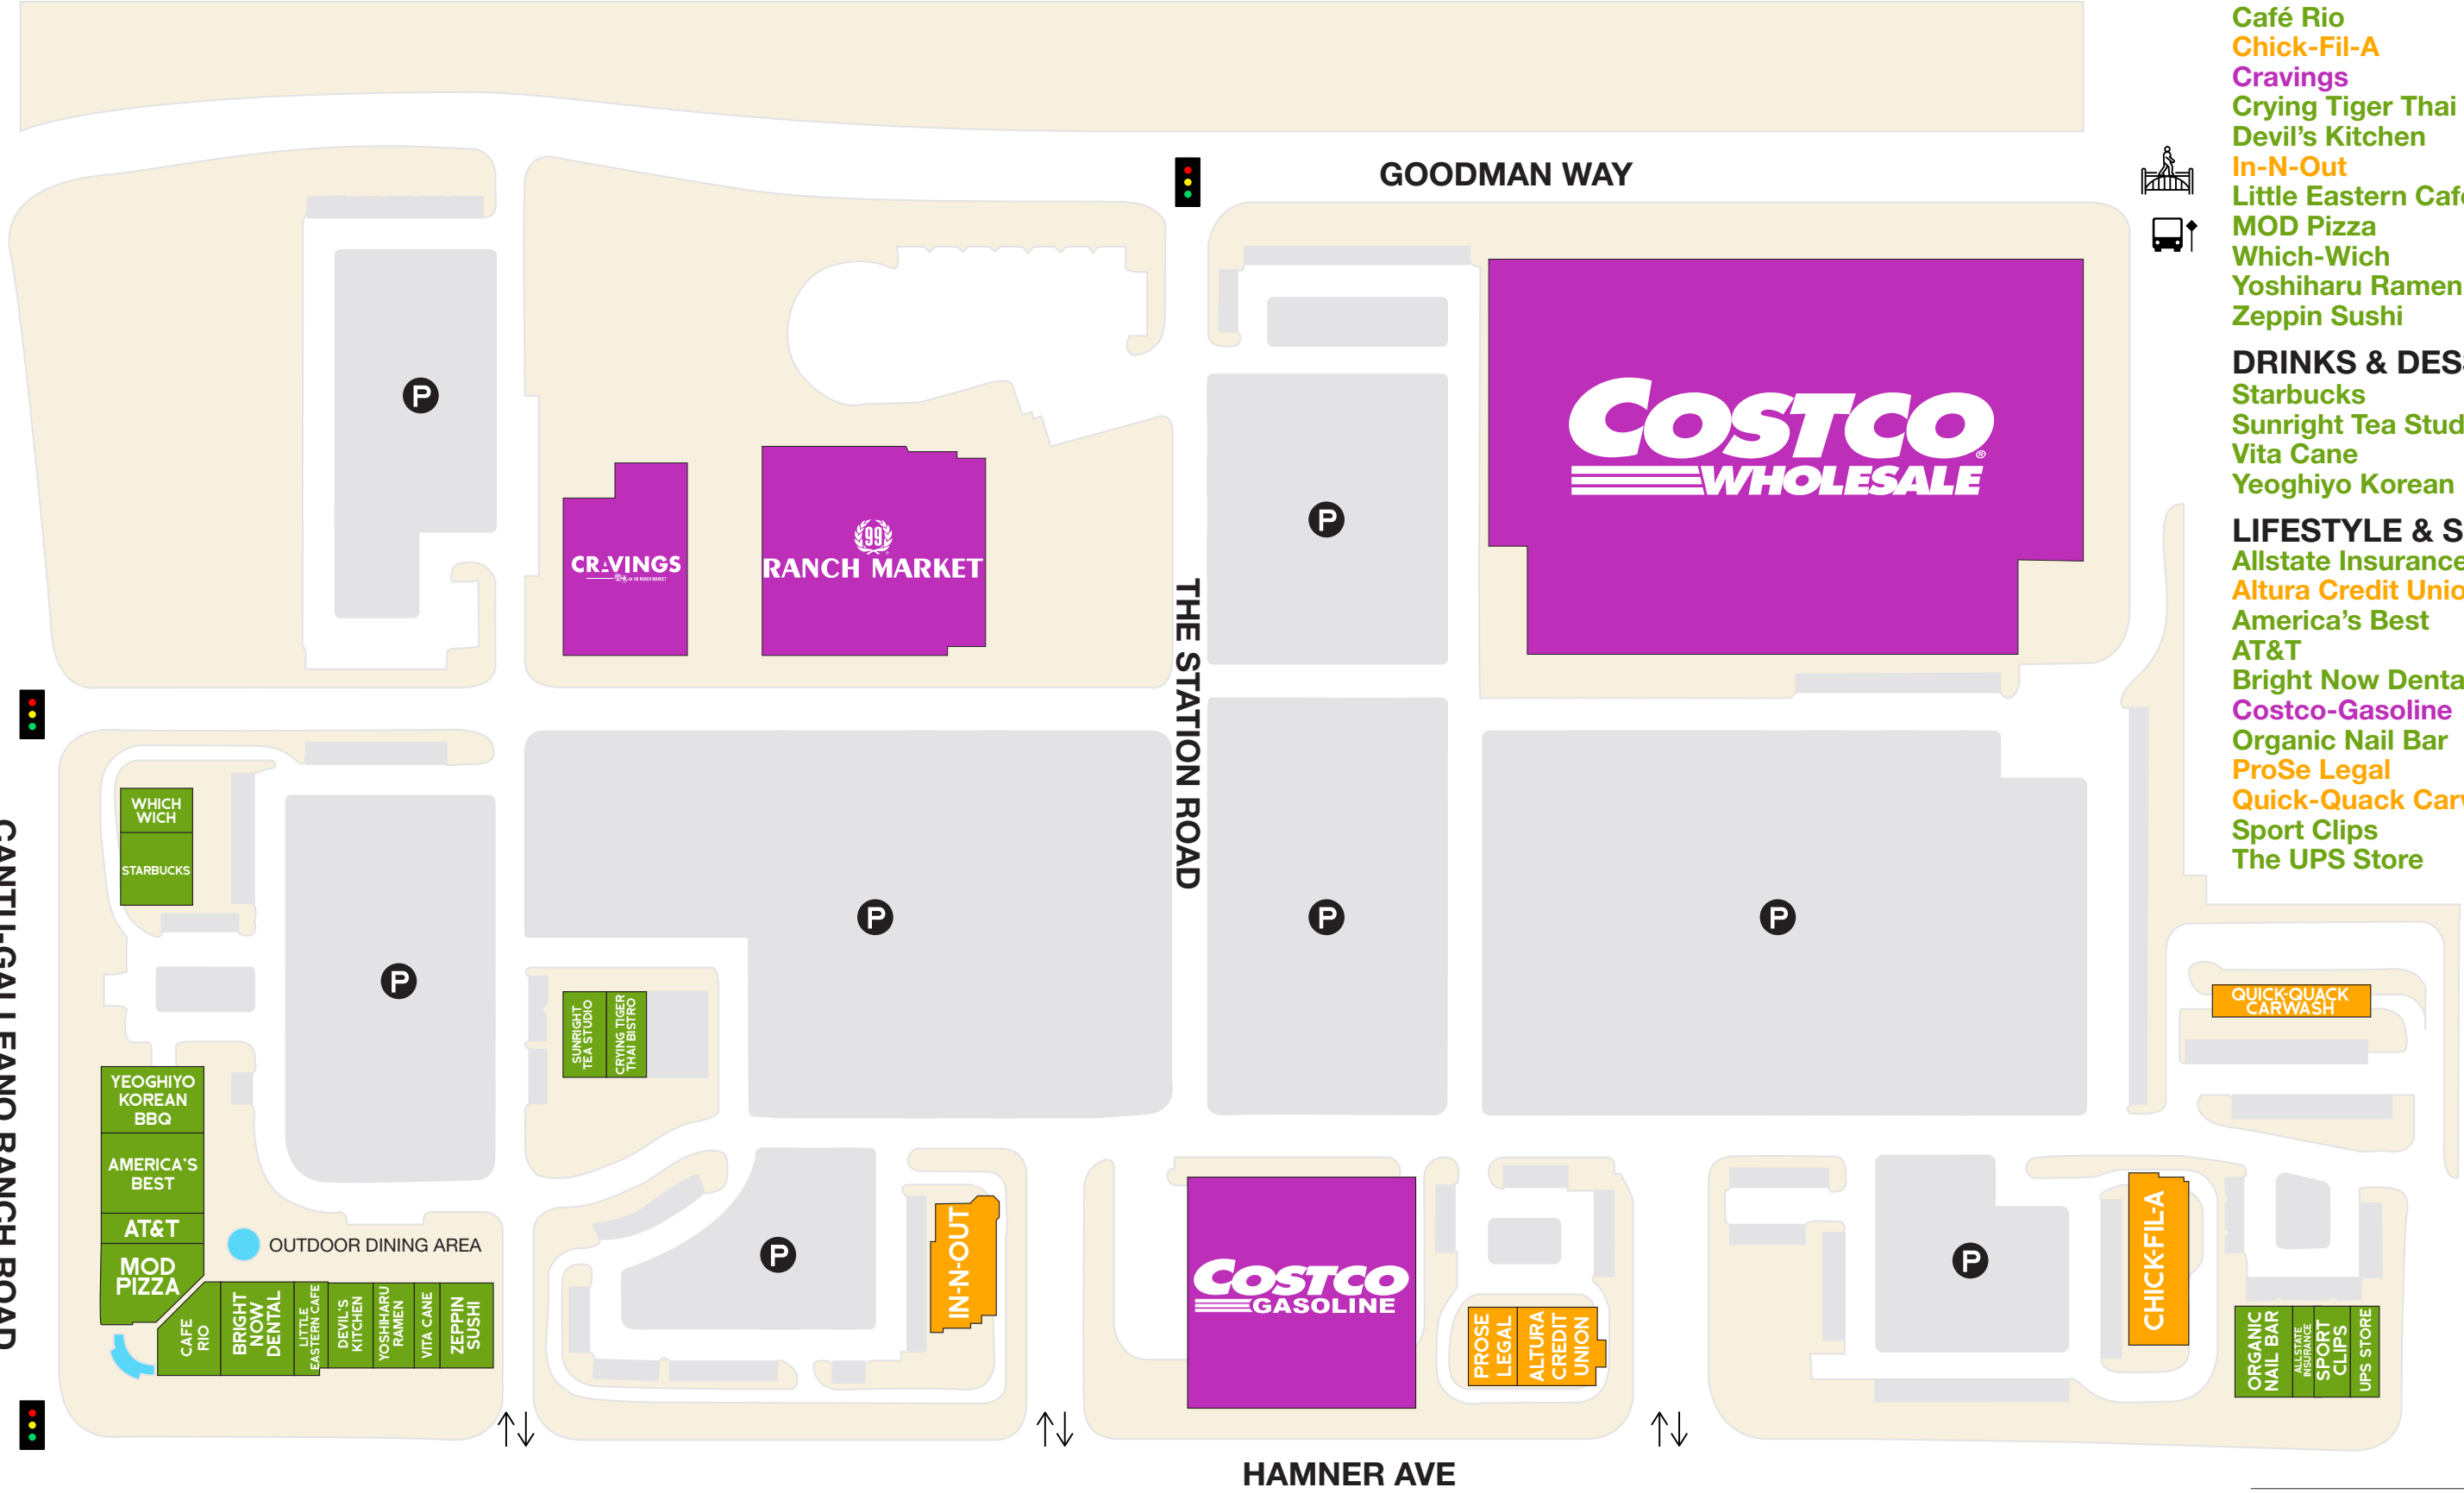 Café Rio
Chick-Fil-A
Cravings
Crying Tiger Thai
Devil's Kitchen
In-N-Out
Little Eastern Caf
MOD Pizza
Which-Wich
Yoshiharu Ramen
Zeppin Sushi
DRINKS & DES
Starbucks
Sunright Tea Stud
Vita Cane
Yeoghiyo Korean
LIFESTYLE & S
Allstate Insurance
Altura Credit Unio
America's Best
AT&T
Bright Now Denta
Costco-Gasoline
Organic Nail Bar
ProSe Legal
Quick-Quack Car
Sport Clips
The UPS Store
GOODMAN WAY
P
P
COSTCO
WHOLESALE
CRAVINGS
99
RANCH MARKET
THE STATION ROAD
CANTU-GALLEANO RANCH ROAD
WHICH
WICH
STARBUCKS
P
P
P
P
SUNRIGHT
TEA STUDIO
CRYING TIGER
THAI BISTRO
QUICK-QUACK
CARWASH
YEOGHIYO
KOREAN
BBQ
AMERICA'S
BEST
AT&T
MOD
PIZZA
OUTDOOR DINING AREA
CAFE
RIO
BRIGHT
NOW
DENTAL
LITTLE
EASTERN CAFE
DEVIL'S
KITCHEN
YOSHIHARU
RAMEN
VITA CANE
ZEPPIN
SUSHI
P
IN-N-OUT
COSTCO
GASOLINE
PROSE
LEGAL
ALTURA
CREDIT
UNION
P
CHICK-FIL-A
ORGANIC
NAIL BAR
ALLSTATE
INSURANCE
SPORT
CLIPS
UPS STORE
HAMNER AVE